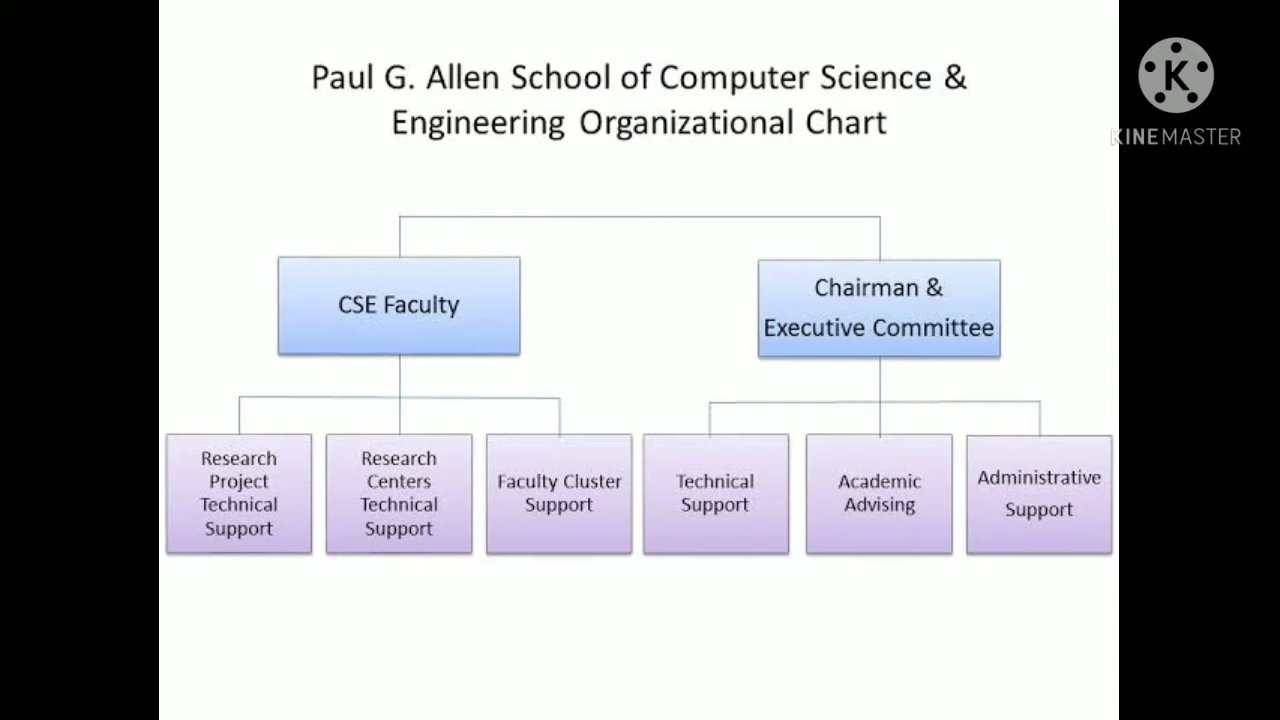 Paul G. Allen School of Computer Science &
Engineering Organizational Chart
K
KINEMASTER
CSE Faculty
Chairman &
Executive Committee
Research
Project
Technical
Support
Research
Centers
Technical
Support
Faculty Cluster
Support
Technical
Support
Academic
Advising
Administrative
Support